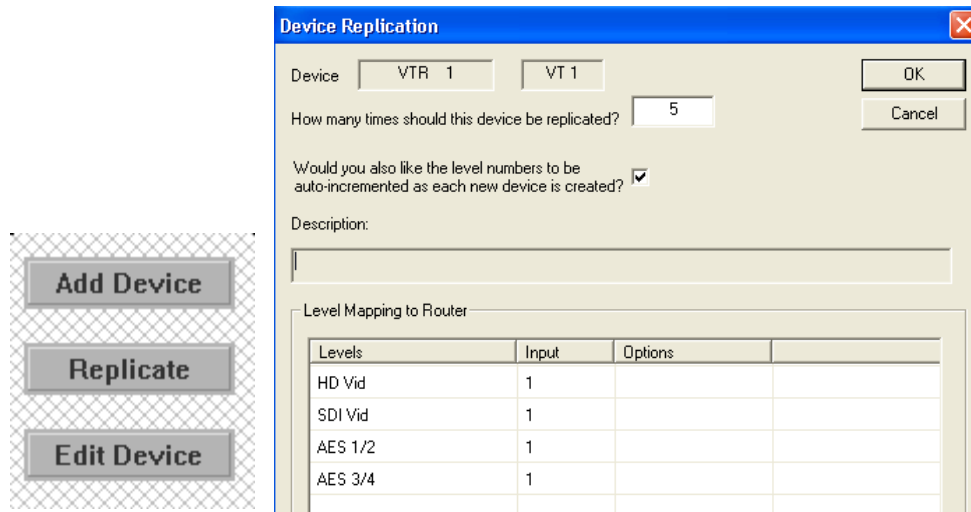 Add Device
Replicate
Edit Device
Device Replication
Device VTR 1 VT 1 OK
How many times should this device be replicated? 5 Cancel
Would you also like the level numbers to be
auto-incremented as each new device is created?
Description:
Level Mapping to Router
Levels Input Options
HD Vid 1
SDI Vid 1
AES 1/2 1
AES 3/4 1